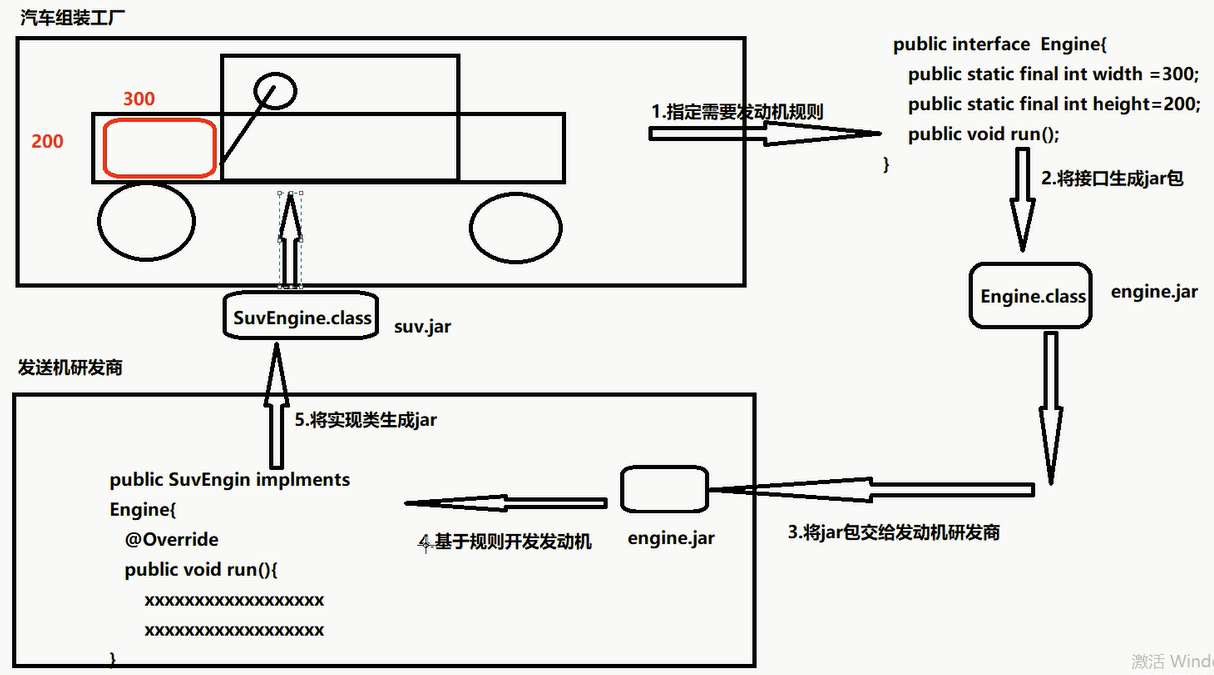 汽车组装工厂
300
200
1.指定需要发动机规则
public interface Engine{
public static final int width =300;
public static final int height=200;
public void run();
}
2.将接口生成jar包
Engine.class
engine.jar
SuvEngine.class
suv.jar
发送机研发商
5.将实现类生成jar
public SuvEngin implments
Engine{
@Override
public void run(){
xxxxxxxxxxxxxxxxxx
xxxxxxxxxxxxxxxxxx
}
4.基于规则开发发动机
engine.jar
3.将jar包交给发动机研发商
激活 Windo